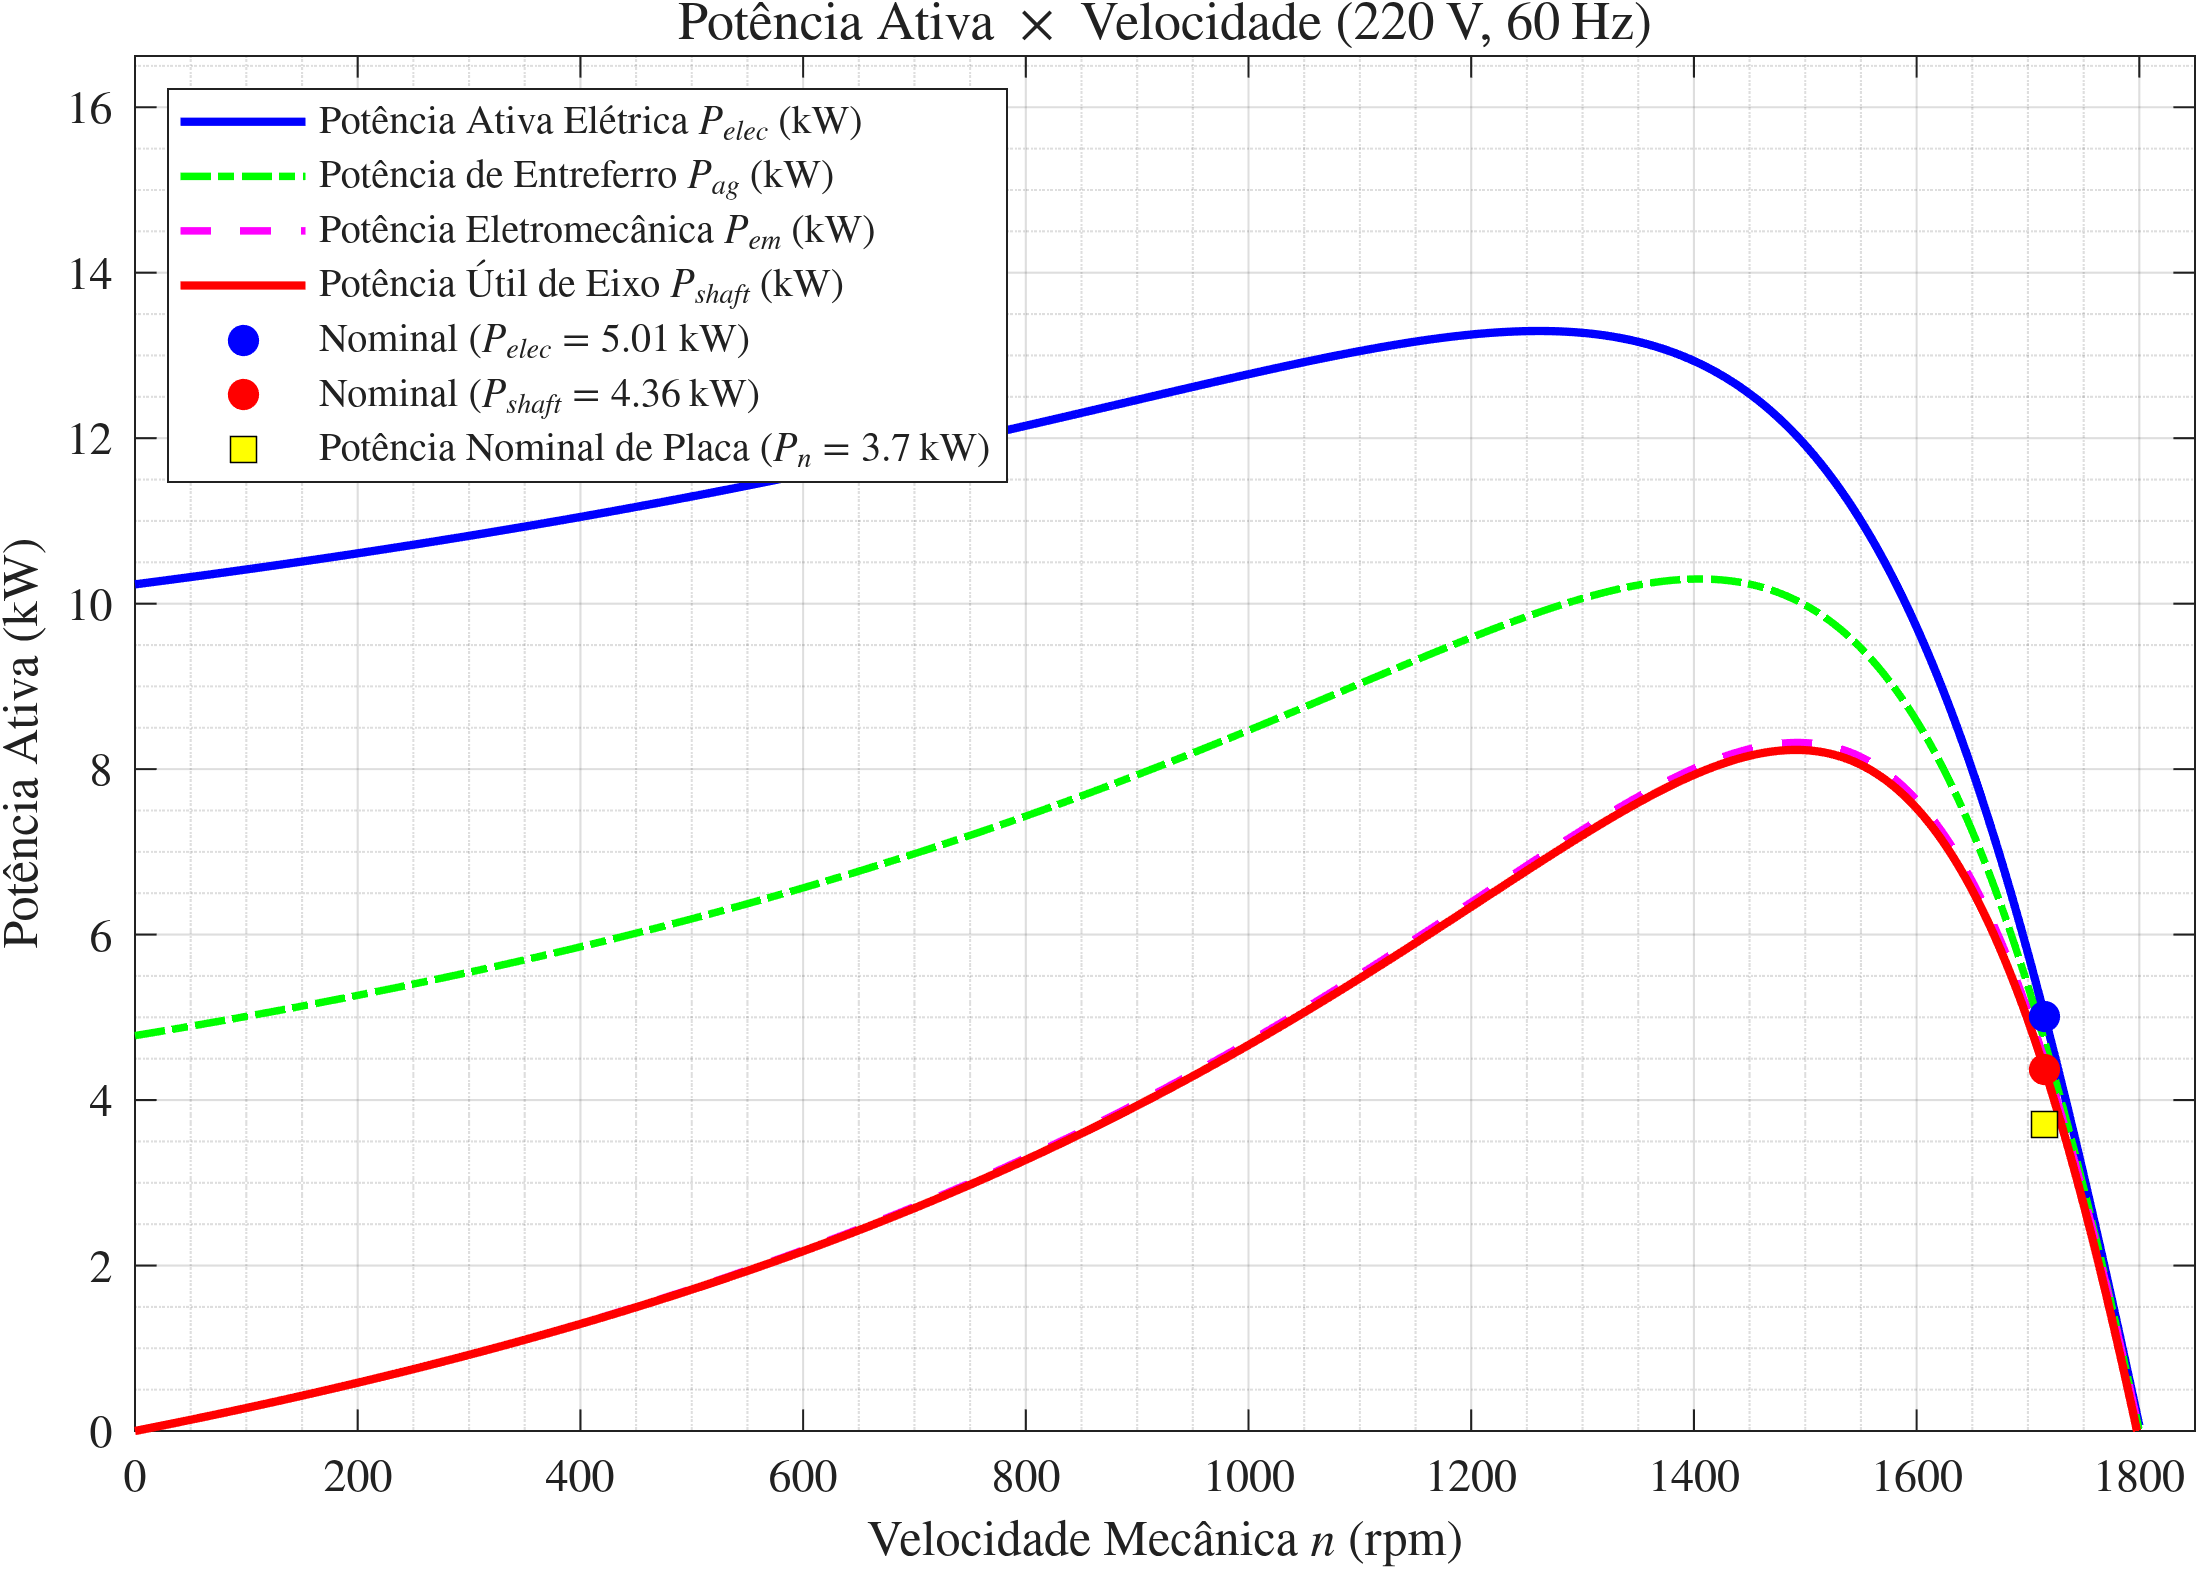 Potência Ativa × Velocidade (220 V, 60 Hz)
Potência Ativa Elétrica P_elec (kW)
Potência de Entreferro P_ag (kW)
Potência Eletromecânica P_em (kW)
Potência Útil de Eixo P_shaft (kW)
Nominal (P_elec = 5.01 kW)
Nominal (P_shaft = 4.36 kW)
Potência Nominal de Placa (P_n = 3.7 kW)
Potência Ativa (kW)
16
14
12
10
8
6
4
2
0
0 200 400 600 800 1000 1200 1400 1600 1800
Velocidade Mecânica n (rpm)